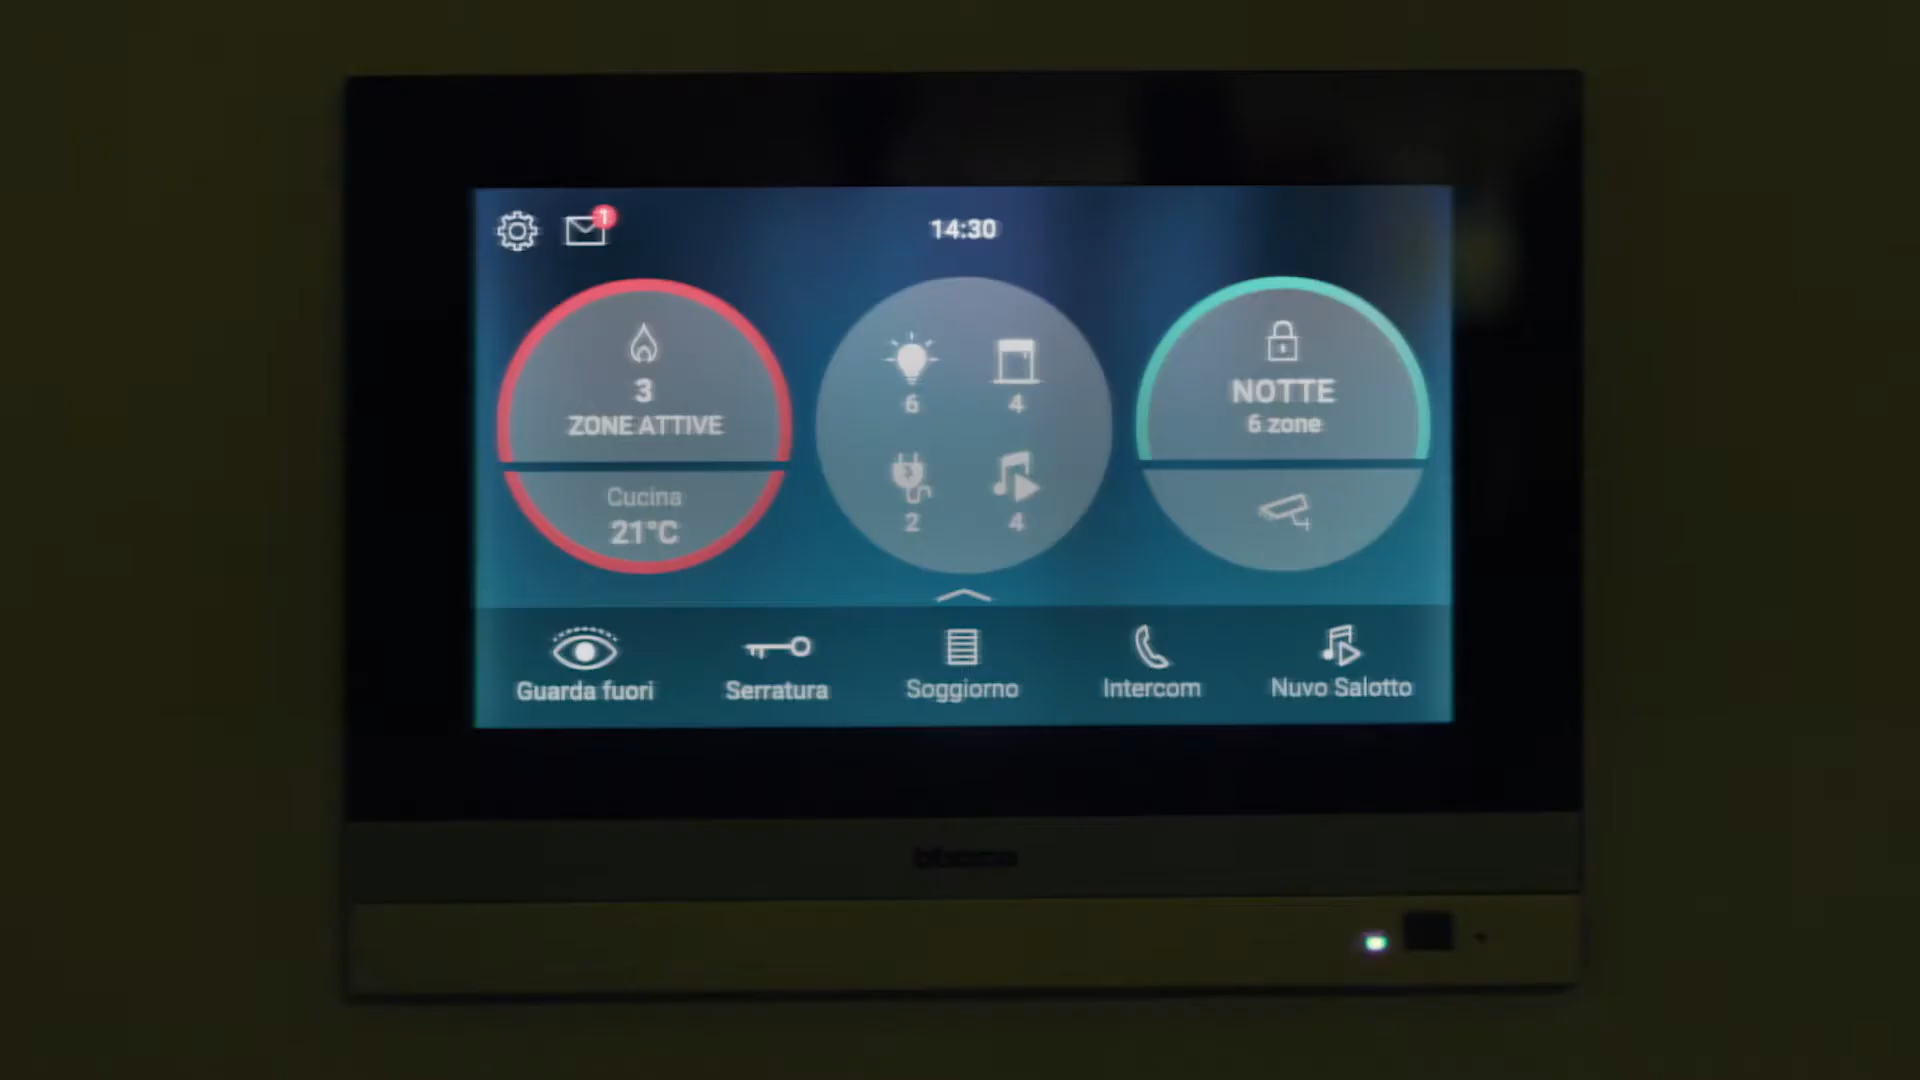 1
14:30
3
ZONE ATTIVE
Cucina
21°C
6
4
2
4
NOTTE
6 zone
Guarda fuori
Serratura
Soggiorno
Intercom
Nuvo Salotto